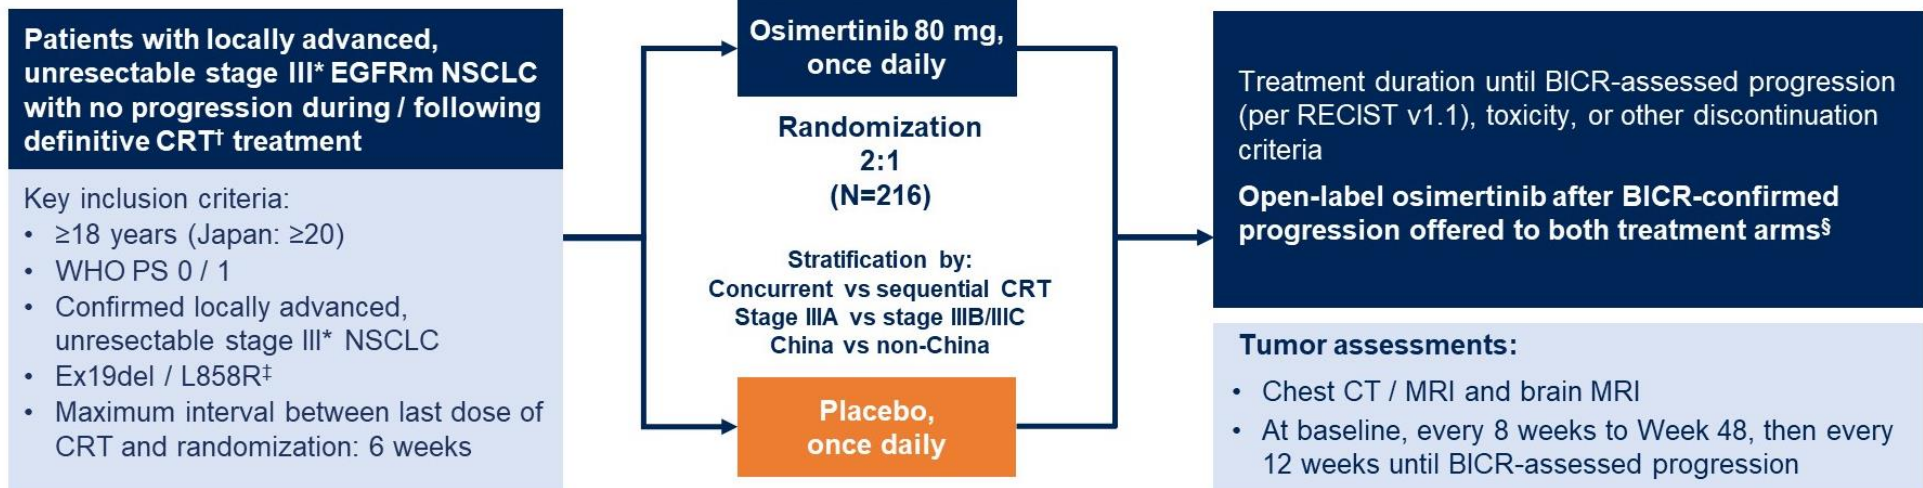 Patients with locally advanced,
unresectable stage III* EGFRm NSCLC
with no progression during / following
definitive CRT† treatment
Key inclusion criteria:
• ≥18 years (Japan: ≥20)
• WHO PS 0 / 1
• Confirmed locally advanced,
unresectable stage III* NSCLC
• Ex19del / L858R‡
• Maximum interval between last dose of
CRT and randomization: 6 weeks
Osimertinib 80 mg,
once daily
Randomization
2:1
(N=216)
Stratification by:
Concurrent vs sequential CRT
Stage IIIA vs stage IIIB/IIIC
China vs non-China
Placebo,
once daily
Treatment duration until BICR-assessed progression
(per RECIST v1.1), toxicity, or other discontinuation
criteria
Open-label osimertinib after BICR-confirmed
progression offered to both treatment arms§
Tumor assessments:
• Chest CT / MRI and brain MRI
• At baseline, every 8 weeks to Week 48, then every
12 weeks until BICR-assessed progression